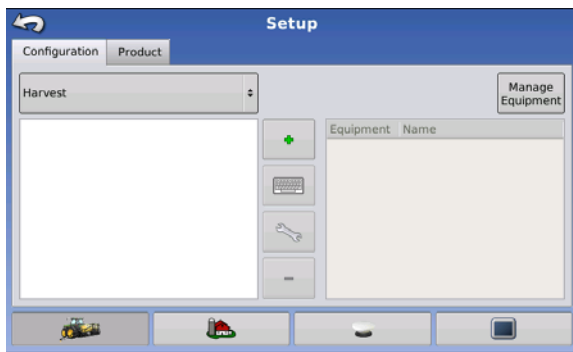 Setup
Configuration Product
Harvest
Manage
Equipment
Equipment Name